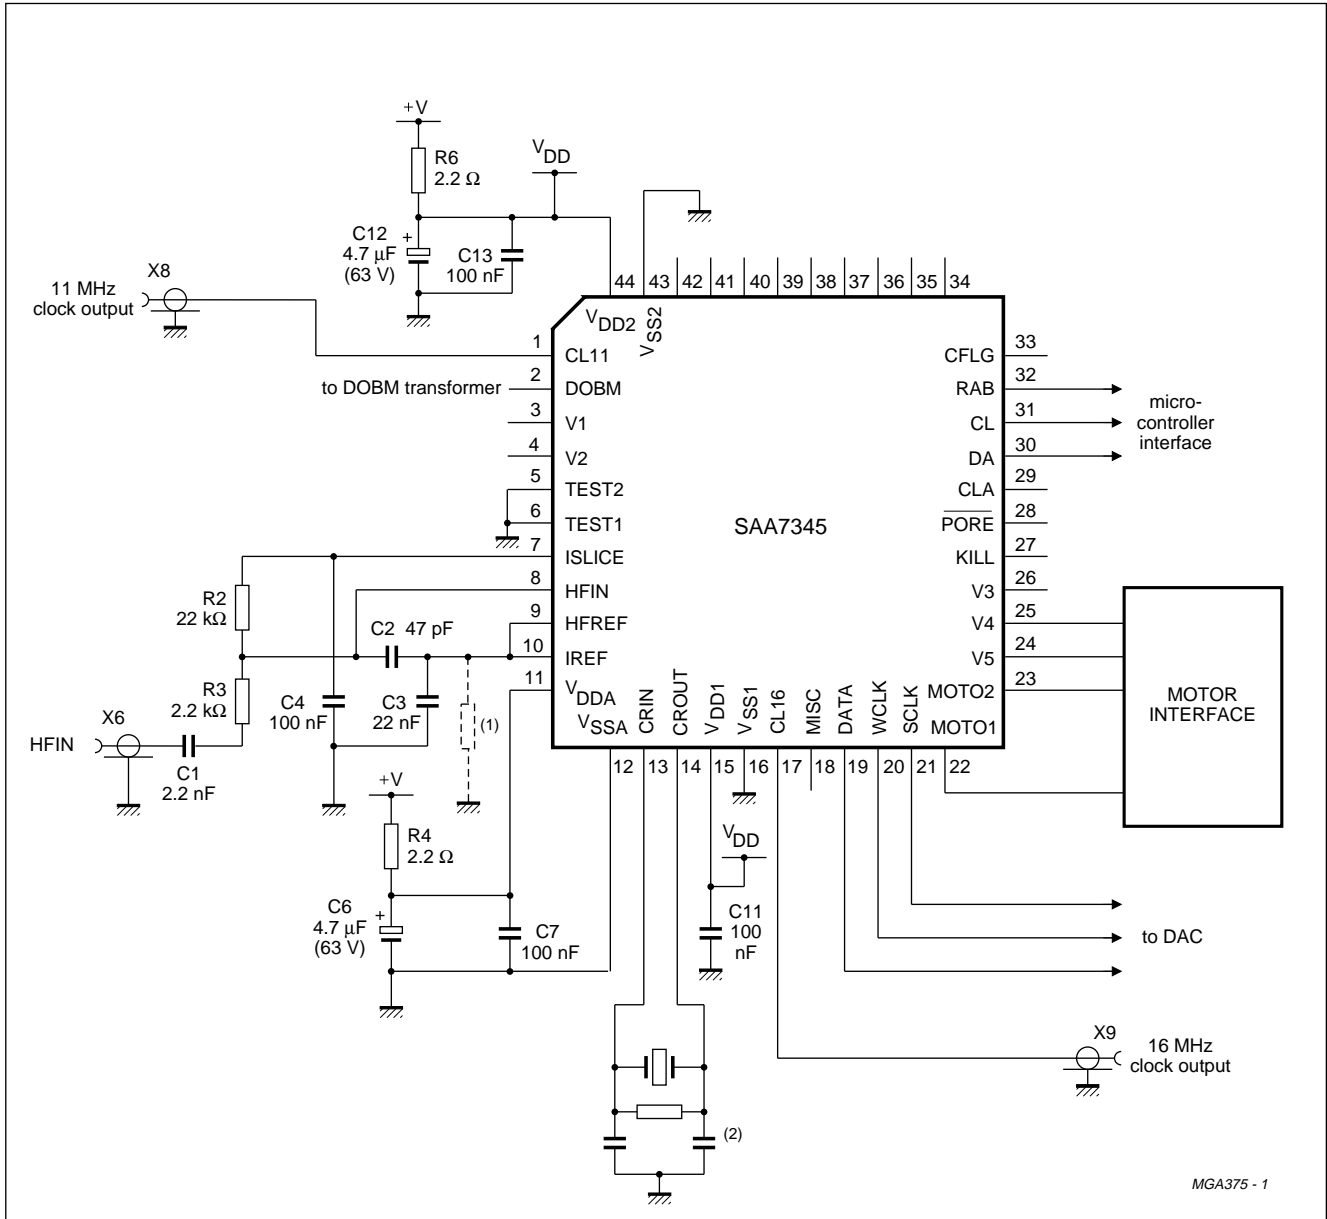 +V
R6
2.2 Ω
VDD
C12
4.7 µF
(63 V)
+
C13
100 nF
X8
11 MHz
clock output
44 43 42 41 40 39 38 37 36 35 34
VDD2
VSS2
1 CL11
to DOBM transformer 2 DOBM
3 V1
4 V2
5 TEST2
6 TEST1
7 ISLICE
8 HFIN
9 HFREF
10 IREF
11 VDDA
SAA7345
33 CFLG
32 RAB
31 CL
30 DA
29 CLA
28 PORE
27 KILL
26 V3
25 V4
24 V5
23 MOTO2
micro-
controller
interface
MOTOR
INTERFACE
R2
22 kΩ
C2 47 pF
R3
2.2 kΩ
C4
100 nF
C3
22 nF
(1)
X6
HFIN
C1
2.2 nF
VSSA CRIN CROUT VDD1 VSS1 CL16 MISC DATA WCLK SCLK MOTO1
12 13 14 15 16 17 18 19 20 21 22
+V
R4
2.2 Ω
C6
4.7 µF
(63 V)
+
C7
100 nF
VDD
C11
100
nF
to DAC
X9
16 MHz
clock output
(2)
MGA375 - 1